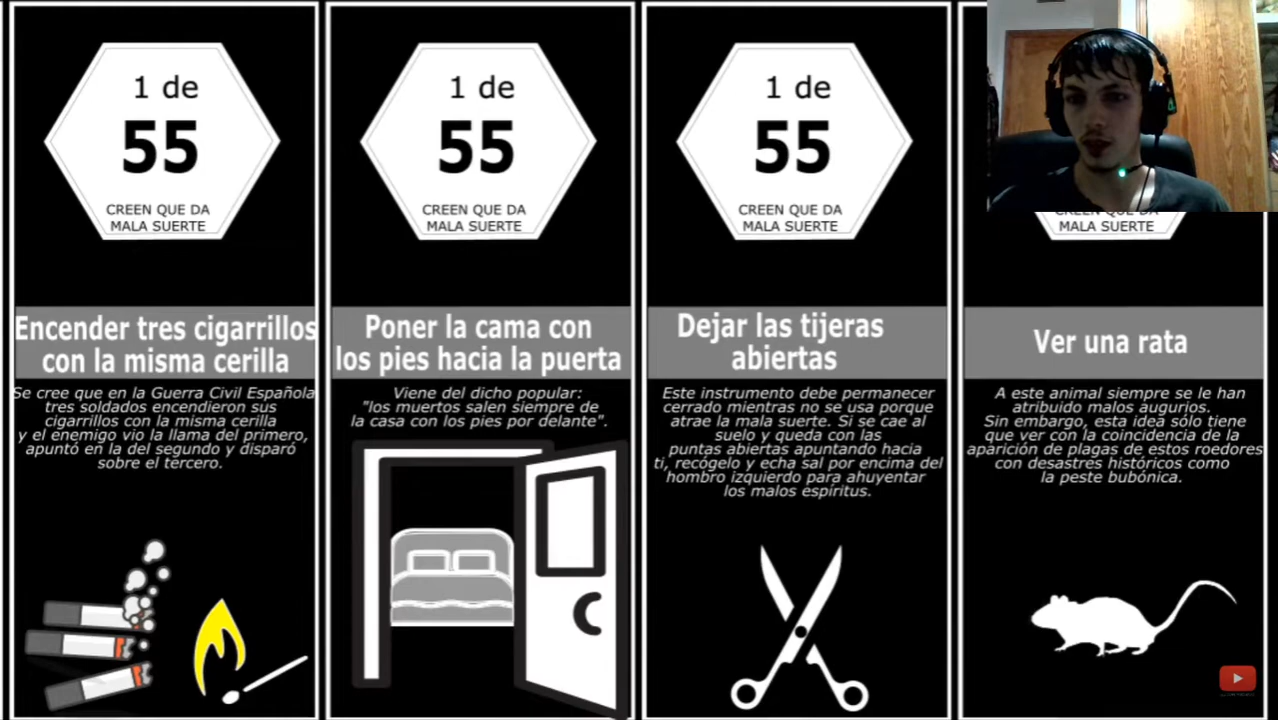 1 de
55
CREEN QUE DA
MALA SUERTE
Encender tres cigarrillos
con la misma cerilla
Se cree que en la Guerra Civil Española
tres soldados encendieron sus
cigarrillos con la misma cerilla
y el enemigo vio la llama del primero,
apuntó en la del segundo y disparó
sobre el tercero.
1 de
55
CREEN QUE DA
MALA SUERTE
Poner la cama con
los pies hacia la puerta
Viene del dicho popular:
"los muertos salen siempre de
la casa con los pies por delante".
1 de
55
CREEN QUE DA
MALA SUERTE
Dejar las tijeras
abiertas
Este instrumento debe permanecer
cerrado mientras no se usa porque
atrae la mala suerte. Si se cae al
suelo y queda con las
puntas abiertas apuntando hacia
ti, recógelo y echa sal por encima del
hombro izquierdo para ahuyentar
los malos espíritus.
CREEN QUE DA
MALA SUERTE
Ver una rata
A este animal siempre se le han
atribuido malos augurios.
Sin embargo, esta idea sólo tiene
que ver con la coincidencia de la
aparición de plagas de estos roedores
con desastres históricos como
la peste bubónica.